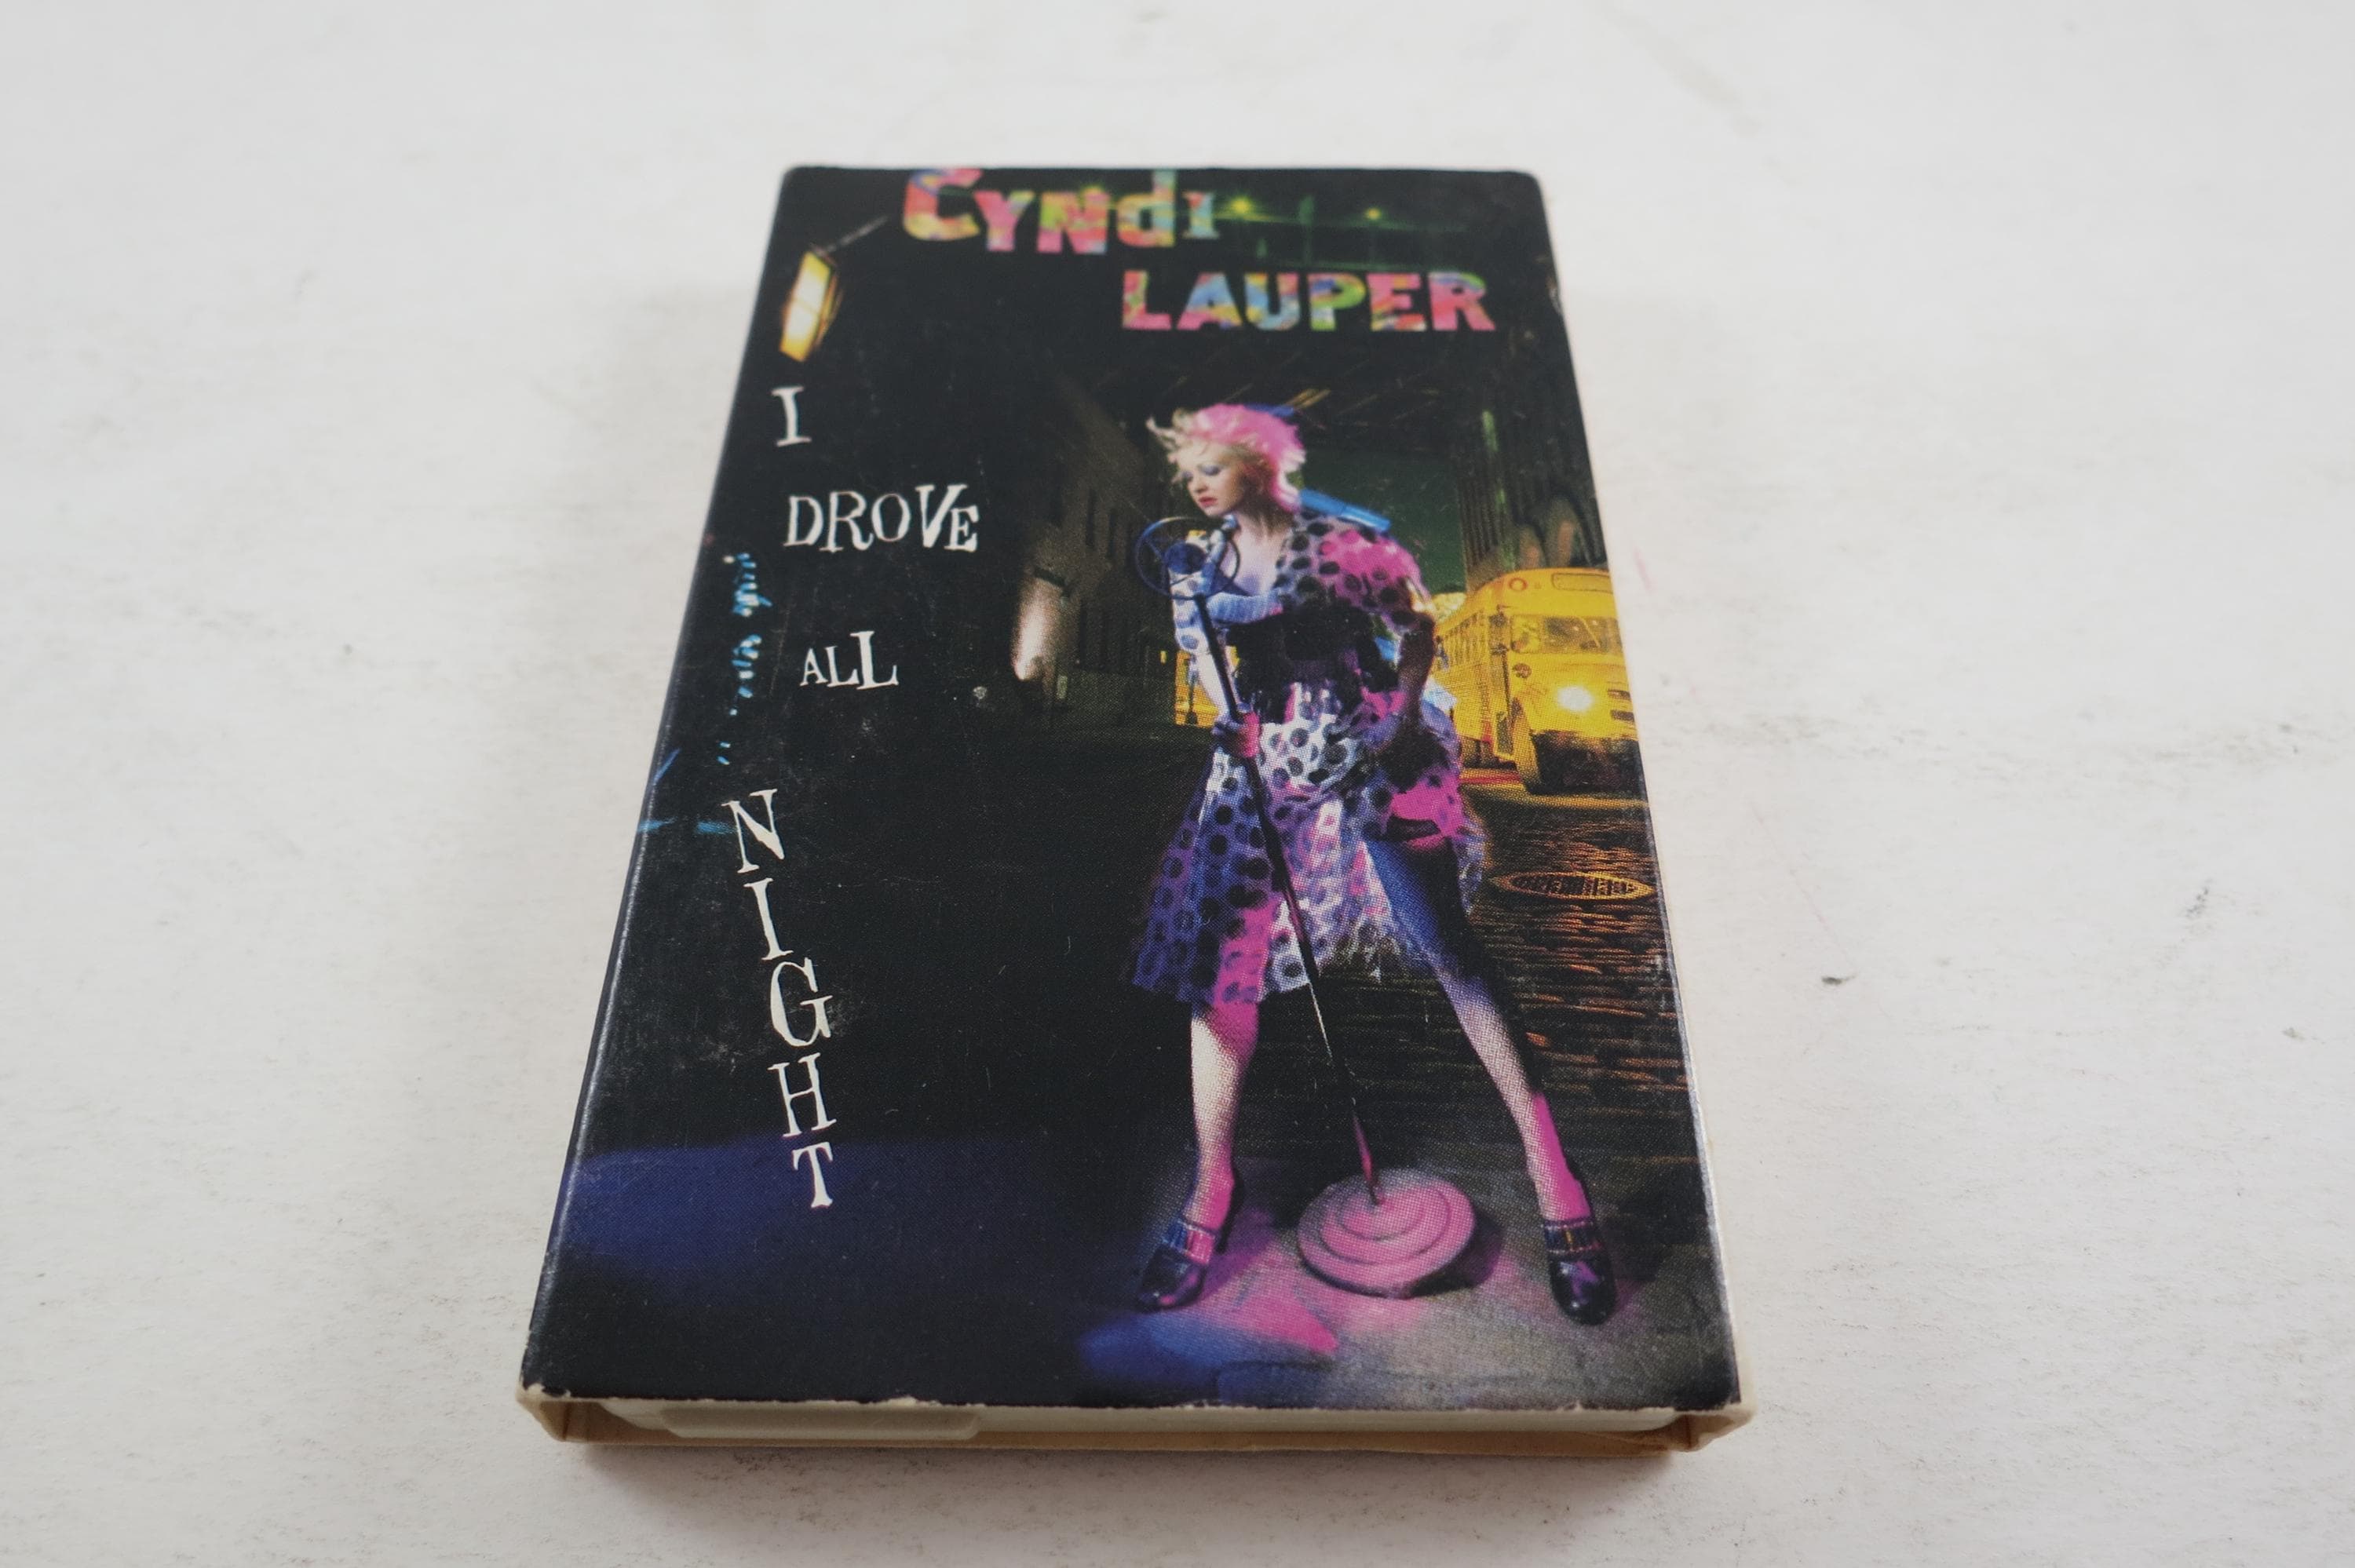 CYNdI
LAUPER
I
DROVE
ALL
NIGHT